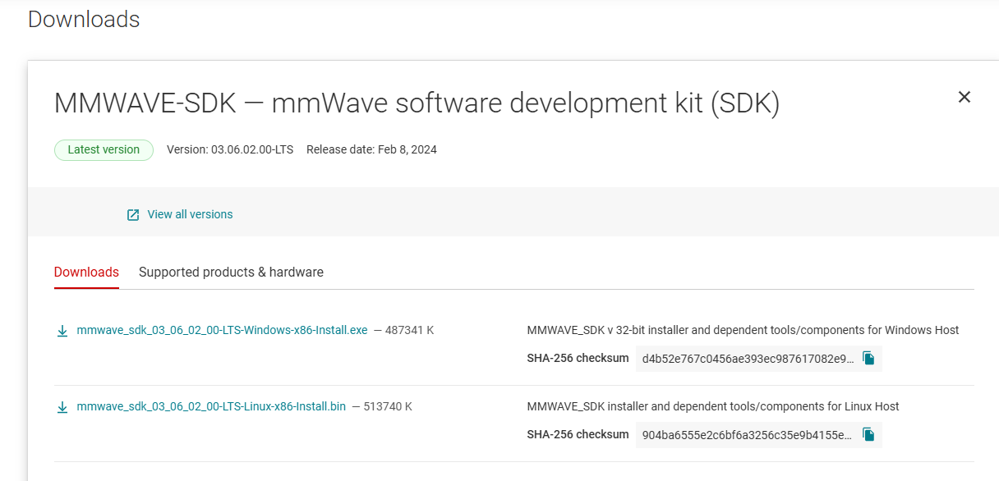 Downloads
MMWAVE-SDK — mmWave software development kit (SDK)
Latest version Version: 03.06.02.00-LTS Release date: Feb 8, 2024
View all versions
Downloads Supported products & hardware
mmwave_sdk_03_06_02_00-LTS-Windows-x86-Install.exe — 487341 K
MMWAVE_SDK v 32-bit installer and dependent tools/components for Windows Host
SHA-256 checksum d4b52e767c0456ae393ec987617082e9...
mmwave_sdk_03_06_02_00-LTS-Linux-x86-Install.bin — 513740 K
MMWAVE_SDK installer and dependent tools/components for Linux Host
SHA-256 checksum 904ba6555e2c6bf6a3256c35e9b4155e...